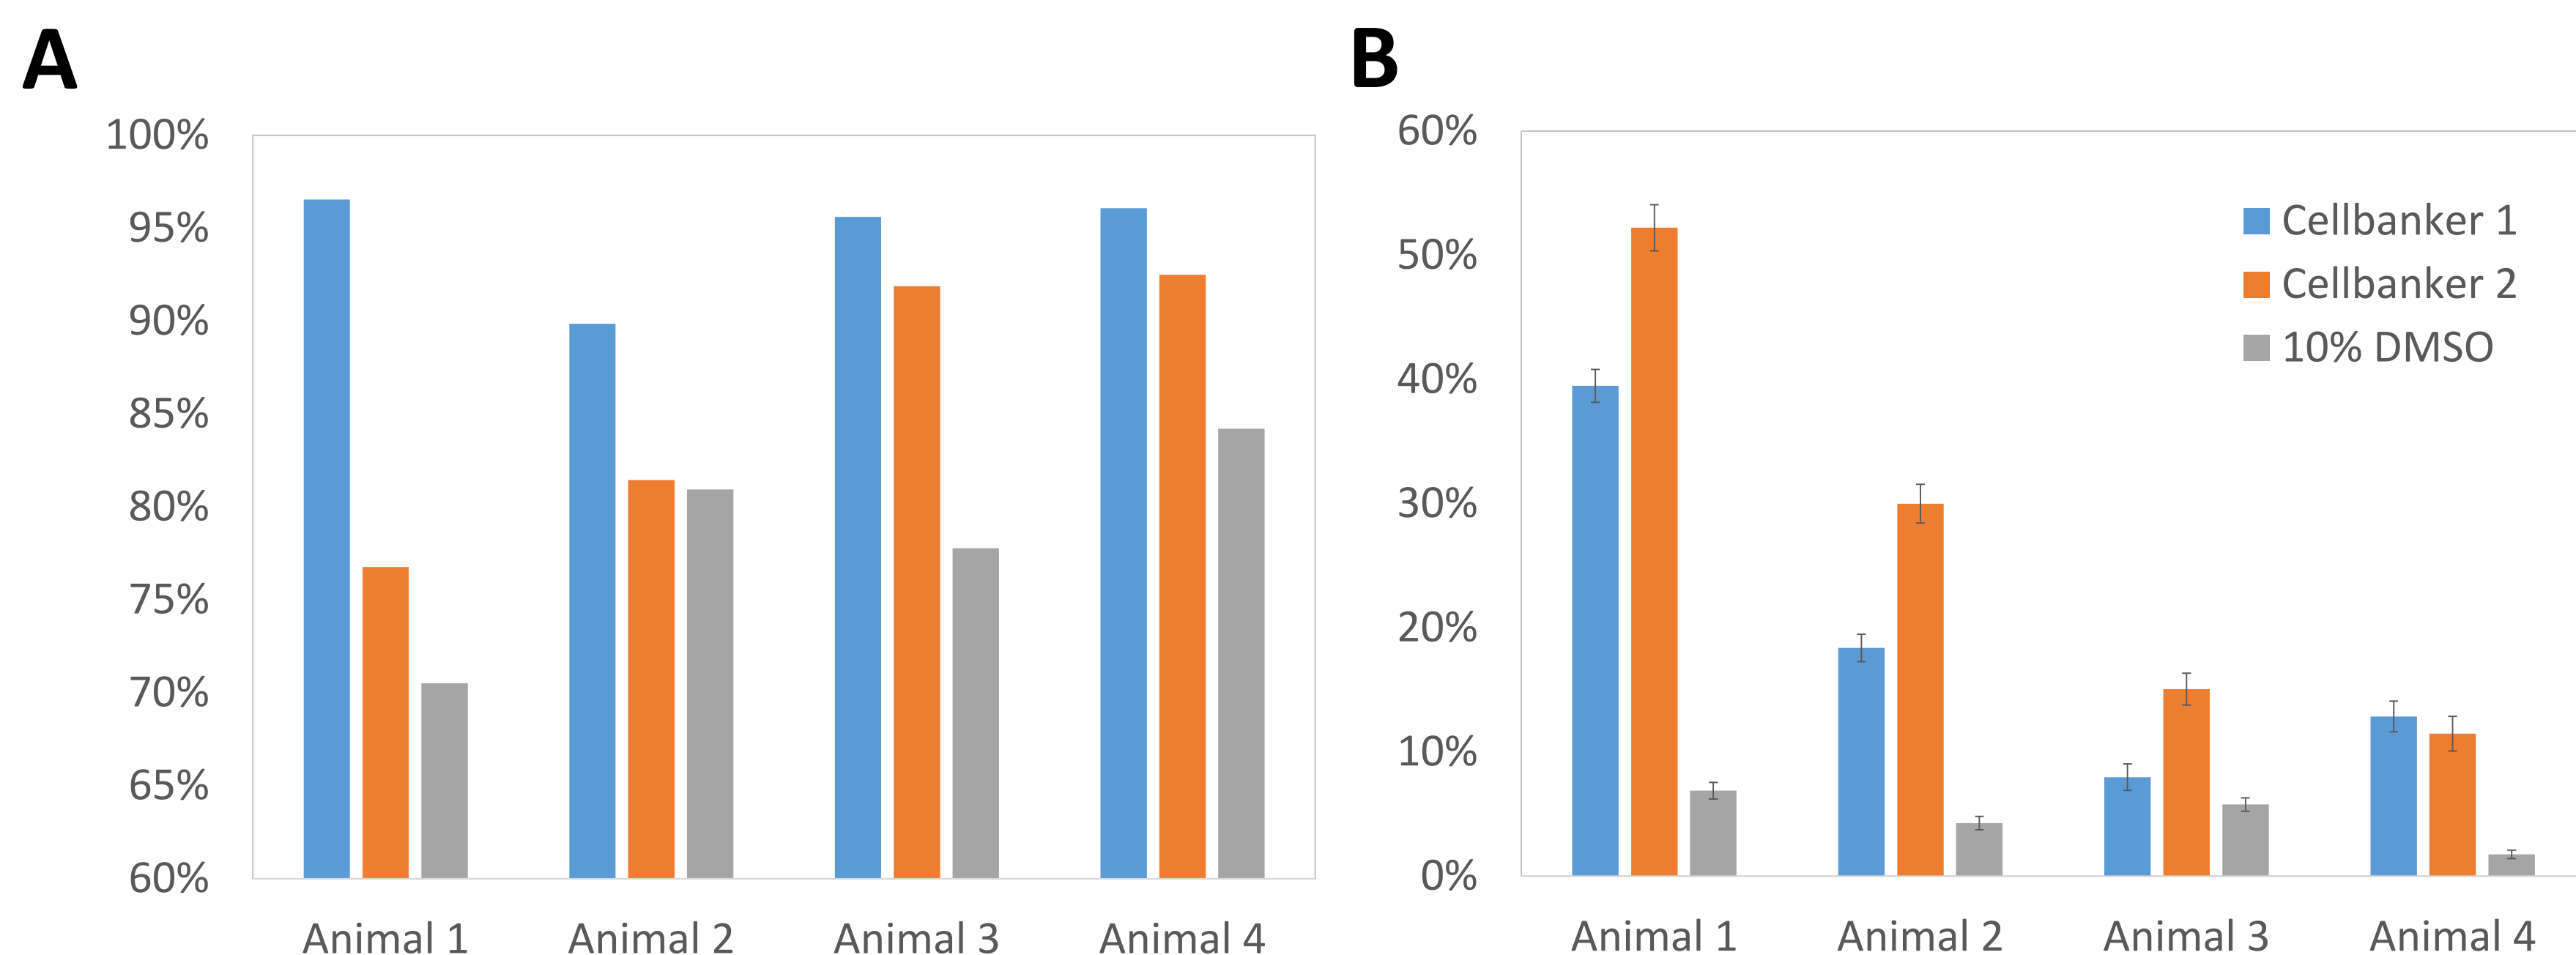 A
100%
95%
90%
85%
80%
75%
70%
65%
60%
Animal 1 Animal 2 Animal 3 Animal 4
B
60%
50%
40%
30%
20%
10%
0%
Cellbanker 1
Cellbanker 2
10% DMSO
Animal 1 Animal 2 Animal 3 Animal 4